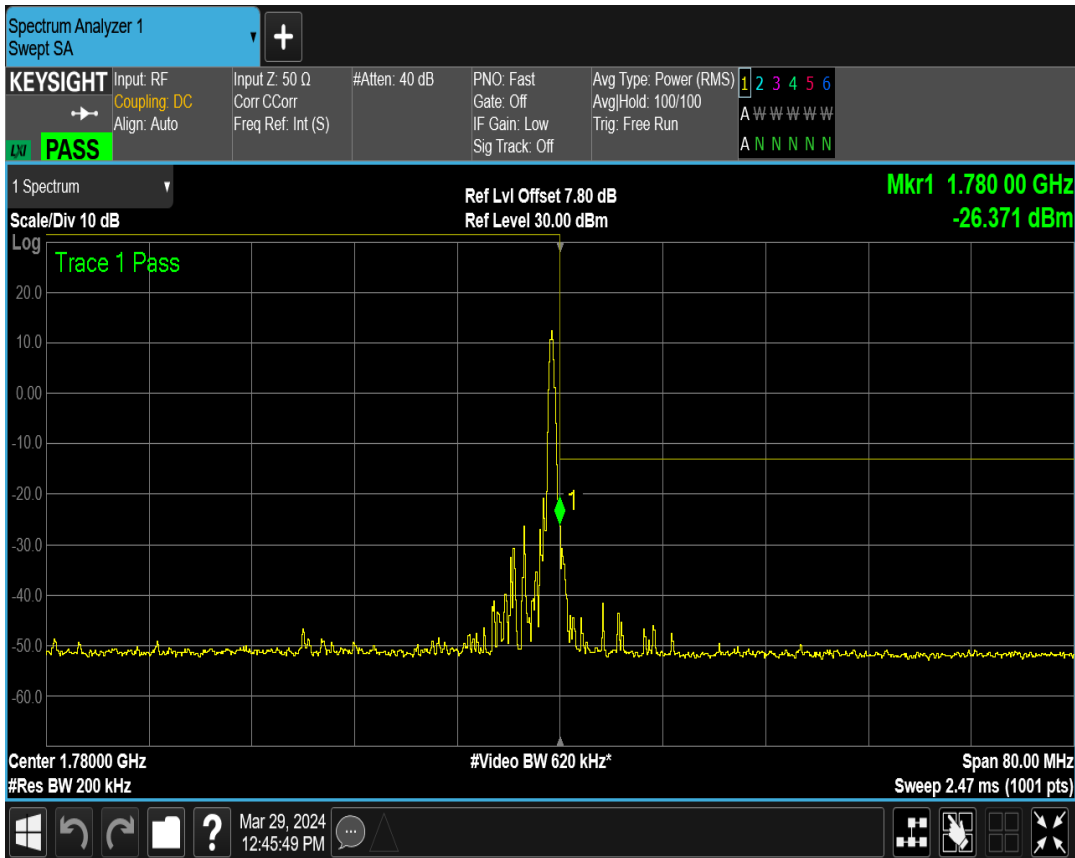 Spectrum Analyzer 1
Swept SA
+
KEYSIGHT
LXI PASS
Input: RF
Coupling: DC
Align: Auto
Input Z: 50 Ω
Corr CCorr
Freq Ref: Int (S)
#Atten: 40 dB
PNO: Fast
Gate: Off
IF Gain: Low
Sig Track: Off
Avg Type: Power (RMS)
Avg|Hold: 100/100
Trig: Free Run
1 2 3 4 5 6
A W W W W W
A N N N N N
1 Spectrum
Scale/Div 10 dB
Ref Lvl Offset 7.80 dB
Ref Level 30.00 dBm
Mkr1 1.780 00 GHz
-26.371 dBm
Log
Trace 1 Pass
20.0
10.0
0.00
-10.0
-20.0
-30.0
-40.0
-50.0
-60.0
1
Center 1.78000 GHz
#Res BW 200 kHz
#Video BW 620 kHz*
Span 80.00 MHz
Sweep 2.47 ms (1001 pts)
?
Mar 29, 2024
12:45:49 PM